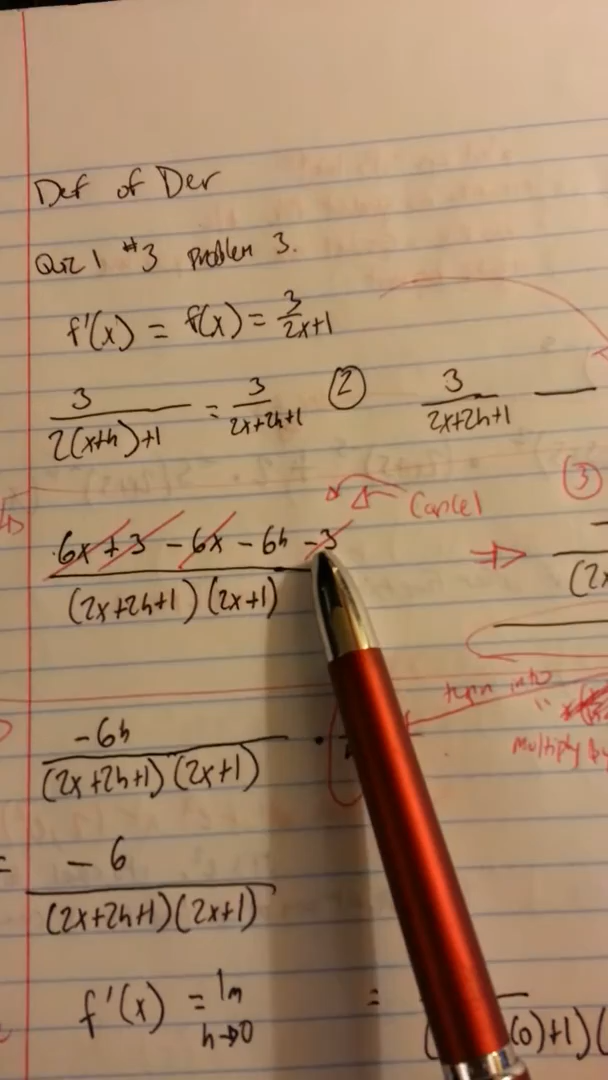 Def of Der
Quiz 1 #3 Problem 3.
f'(x) = f(x) = 3/2x+1
3/2(x+h)+1 = 3/2x+2h+1 ② 3/2x+2h+1 —
Cancel
③
6x+3 - 6x - 6h - 3/(2x+2h+1)(2x+1) ⇒ (2x
turn into
-6h/(2x+2h+1)(2x+1) ·
multiply by
= -6/(2x+2h+1)(2x+1)
f'(x) = lim h→0 = (0)+1)(